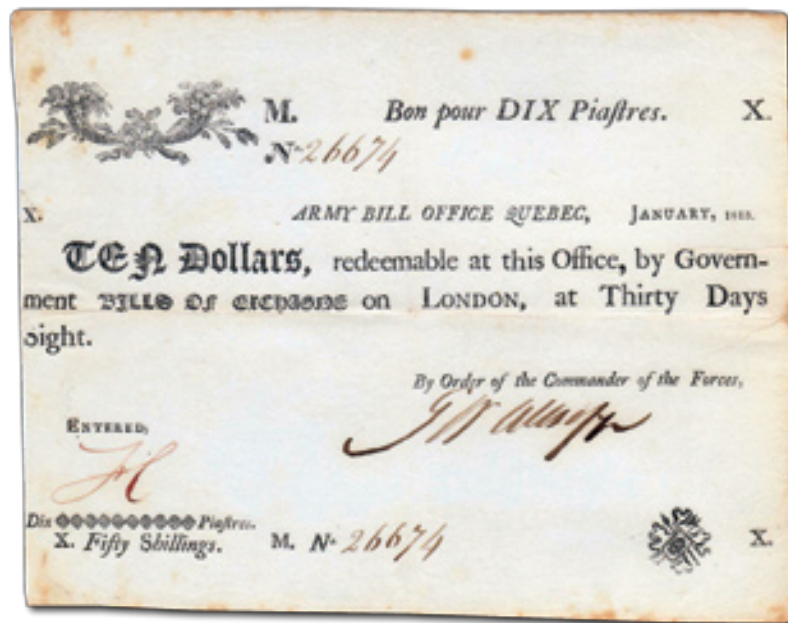 M. Bon pour DIX Piaſtres. X.
No. 26674
X. ARMY BILL OFFICE QUEBEC, JANUARY,
TEN Dollars, redeemable at this Office, by Govern-
ment BILLS OF EXCHANGE on LONDON, at Thirty Days
Sight.
By Order of the Commander of the Forces,
ENTERED,
Dix Piaſtres.
X. Fifty Shillings. M. No. 26674 X.